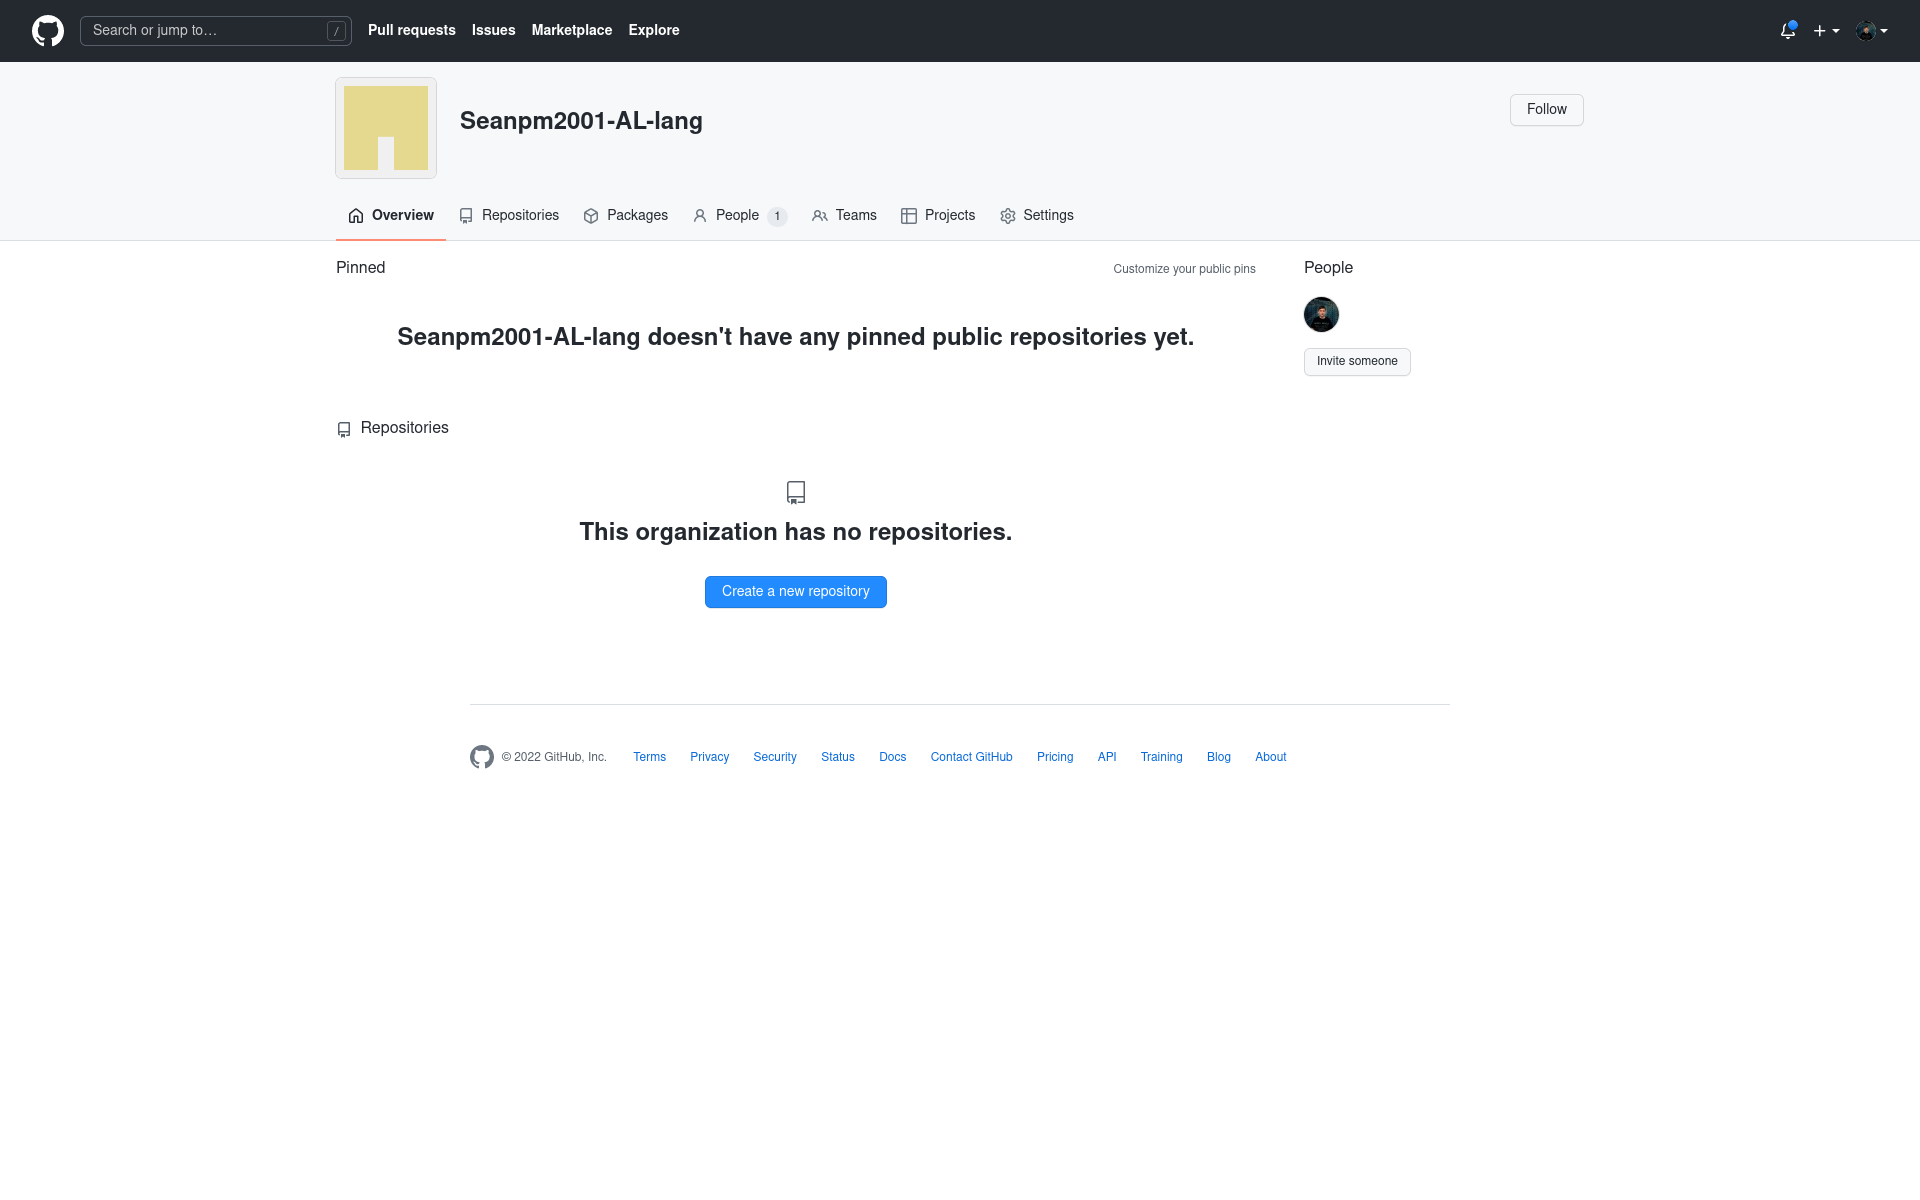 Search or jump to… /
Pull requests Issues Marketplace Explore
Seanpm2001-AL-lang
Follow
Overview Repositories Packages People 1 Teams Projects Settings
Pinned
Customize your public pins
Seanpm2001-AL-lang doesn't have any pinned public repositories yet.
People
Invite someone
Repositories
This organization has no repositories.
Create a new repository
© 2022 GitHub, Inc. Terms Privacy Security Status Docs Contact GitHub Pricing API Training Blog About